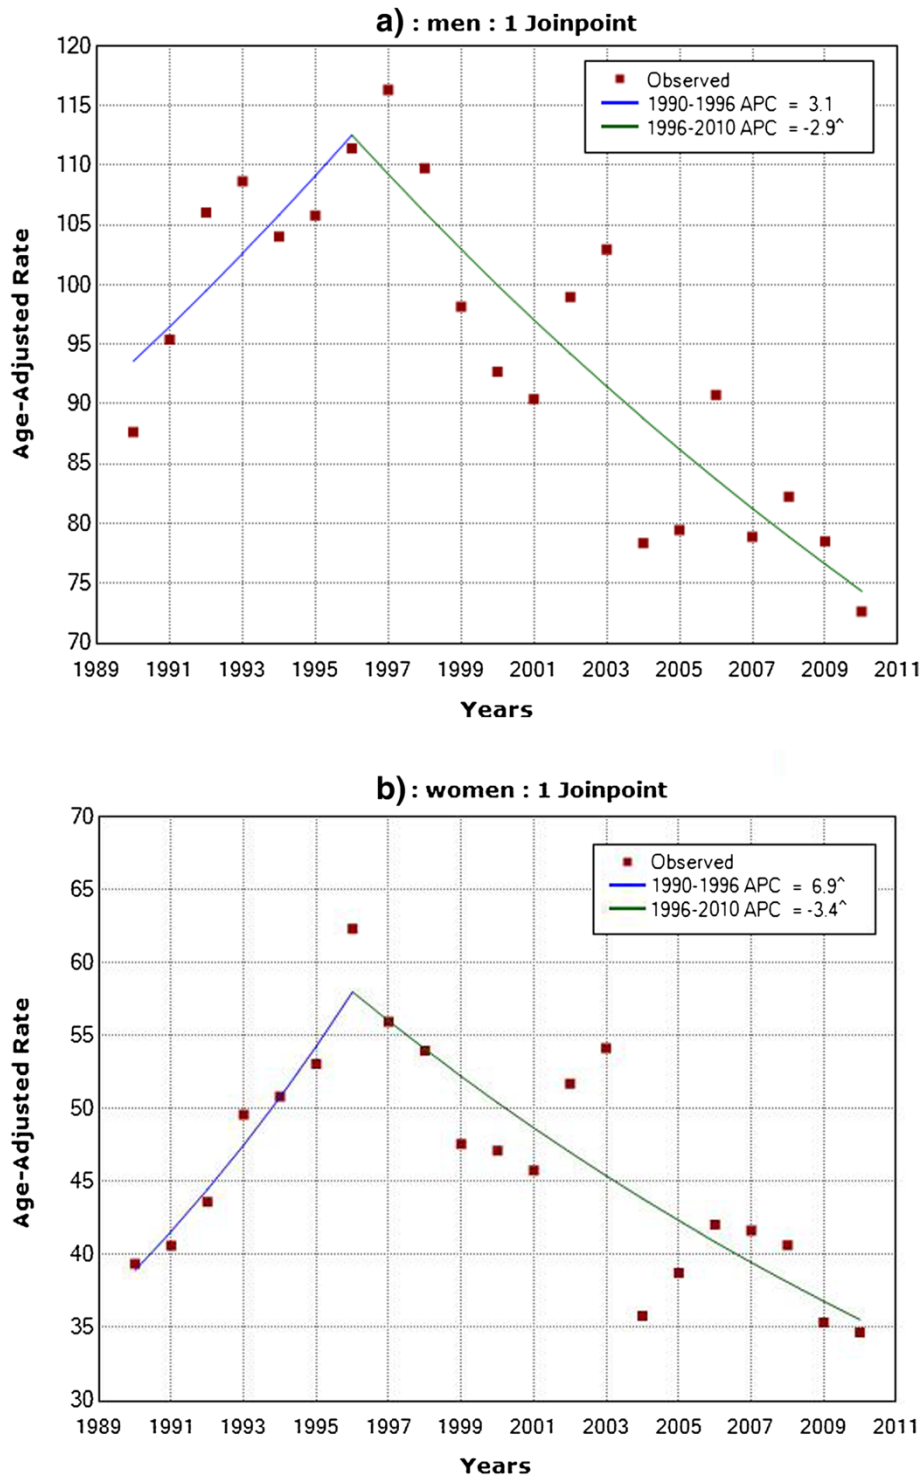 a) : men : 1 Joinpoint
120
115
110
105
100
95
90
85
80
75
70
Age-Adjusted Rate
Observed
1990-1996 APC = 3.1
1996-2010 APC = -2.9^
1989 1991 1993 1995 1997 1999 2001 2003 2005 2007 2009 2011
Years
b) : women : 1 Joinpoint
70
65
60
55
50
45
40
35
30
Age-Adjusted Rate
Observed
1990-1996 APC = 6.9^
1996-2010 APC = -3.4^
1989 1991 1993 1995 1997 1999 2001 2003 2005 2007 2009 2011
Years